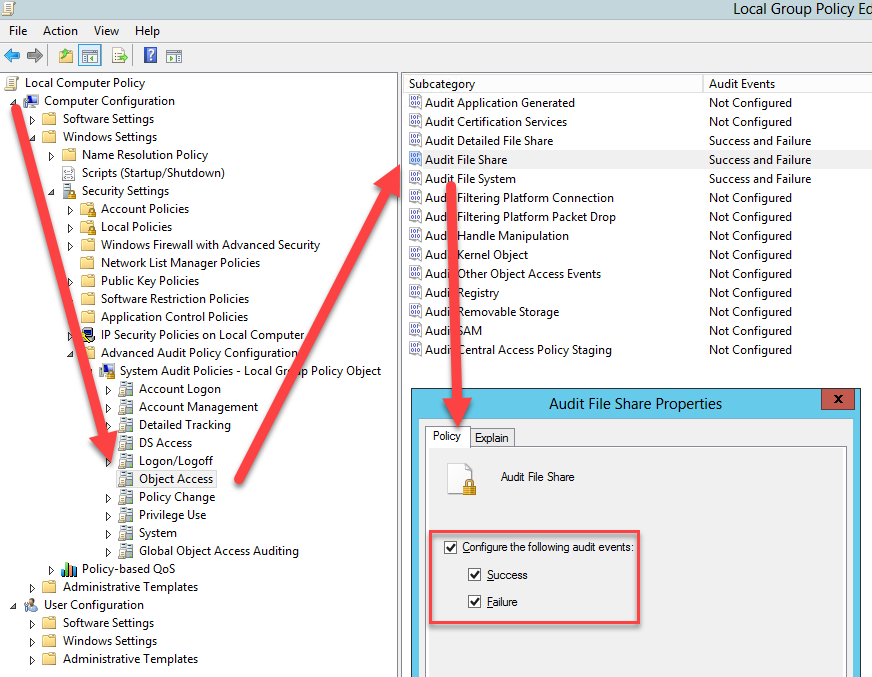 Local Group Policy Ed
File Action View Help
Local Computer Policy
Computer Configuration
Software Settings
Windows Settings
Name Resolution Policy
Scripts (Startup/Shutdown)
Security Settings
Account Policies
Local Policies
Windows Firewall with Advanced Security
Network List Manager Policies
Public Key Policies
Software Restriction Policies
Application Control Policies
IP Security Policies on Local Computer
Advanced Audit Policy Configuration
System Audit Policies - Local Group Policy Object
Account Logon
Account Management
Detailed Tracking
DS Access
Logon/Logoff
Object Access
Policy Change
Privilege Use
System
Global Object Access Auditing
Policy-based QoS
Administrative Templates
User Configuration
Software Settings
Windows Settings
Administrative Templates
Subcategory Audit Events
Audit Application Generated Not Configured
Audit Certification Services Not Configured
Audit Detailed File Share Success and Failure
Audit File Share Success and Failure
Audit File System Success and Failure
Audit Filtering Platform Connection Not Configured
Audit Filtering Platform Packet Drop Not Configured
Audit Handle Manipulation Not Configured
Audit Kernel Object Not Configured
Audit Other Object Access Events Not Configured
Audit Registry Not Configured
Audit Removable Storage Not Configured
Audit SAM Not Configured
Audit Central Access Policy Staging Not Configured
Audit File Share Properties
Policy Explain
Audit File Share
Configure the following audit events:
Success
Failure